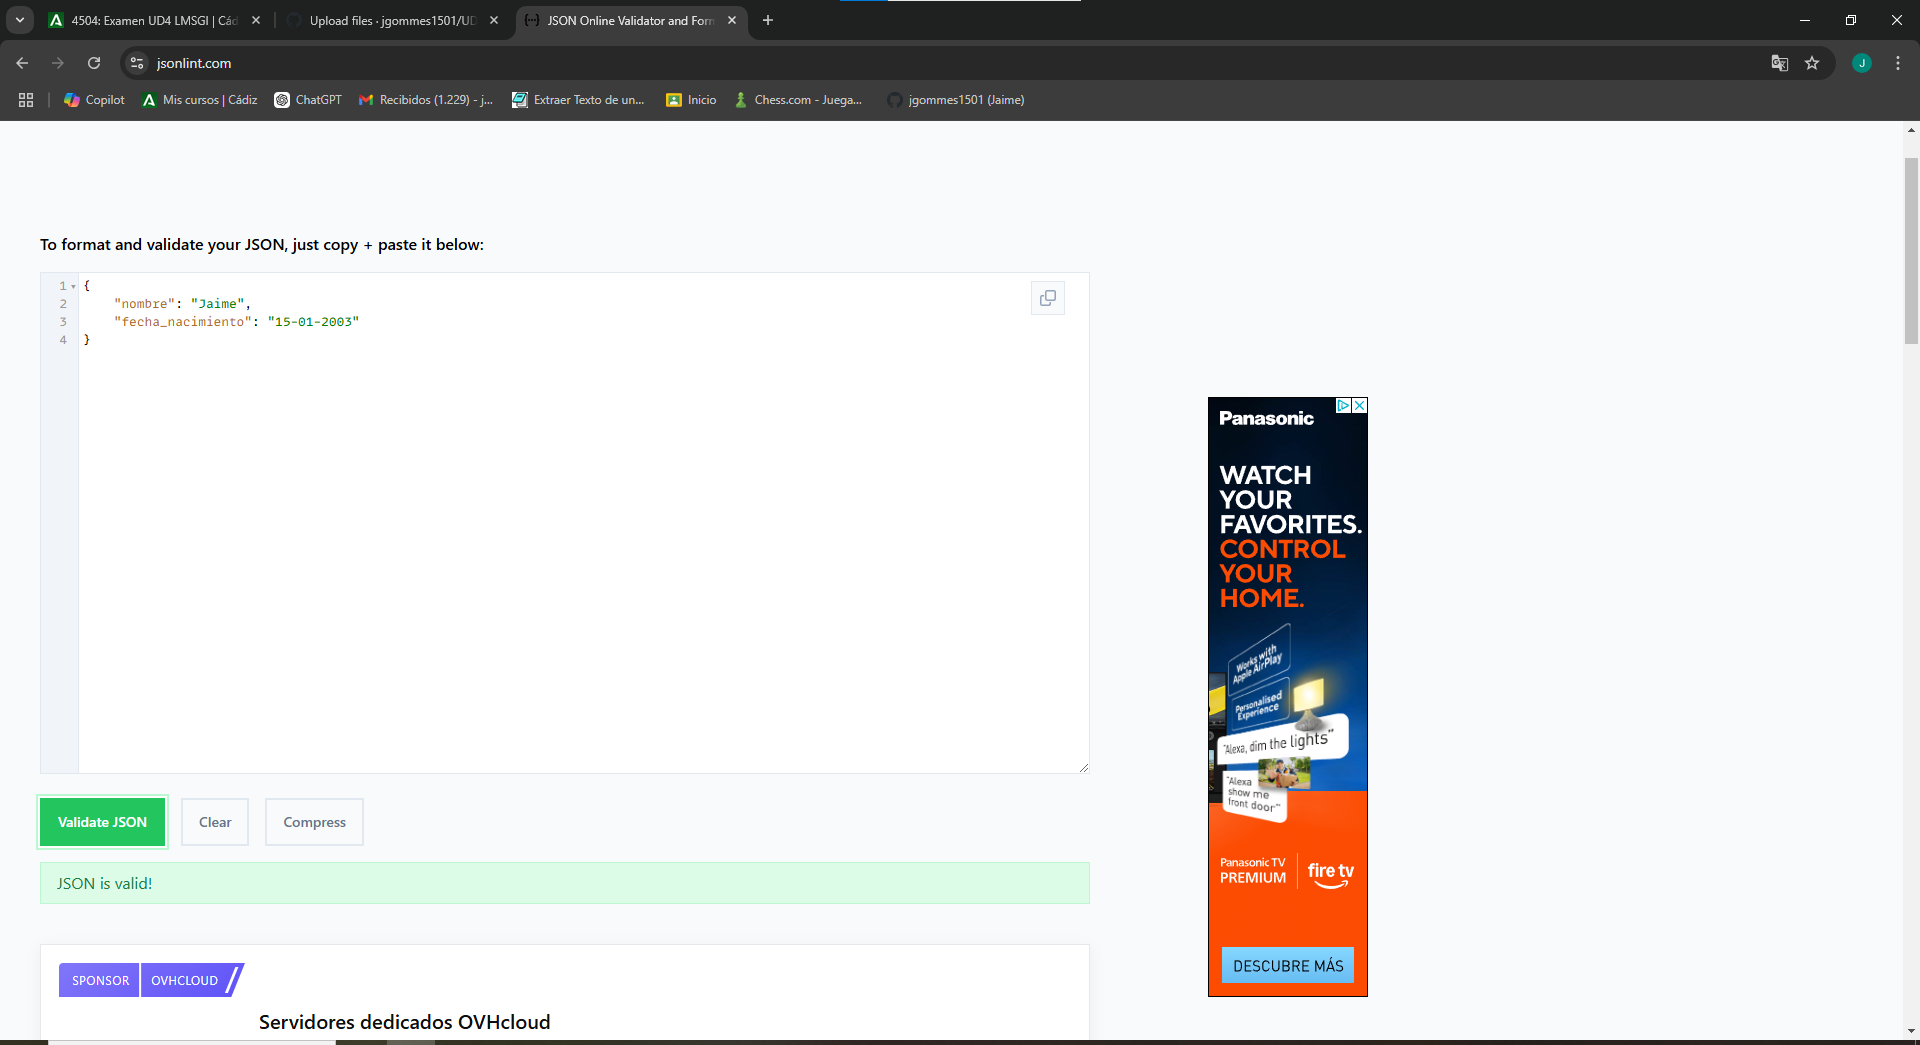 4504: Examen UD4 LMSGI | Cád
Upload files · jgommes1501/UD
JSON Online Validator and Form
jsonlint.com
J
Copilot
Mis cursos | Cádiz
ChatGPT
Recibidos (1.229) - j...
Extraer Texto de un...
Inicio
Chess.com - Juega...
jgommes1501 (Jaime)
To format and validate your JSON, just copy + paste it below:
1 {
2 "nombre": "Jaime",
3 "fecha_nacimiento": "15-01-2003"
4 }
Validate JSON
Clear
Compress
JSON is valid!
SPONSOR OVHCLOUD
Servidores dedicados OVHcloud
Panasonic
WATCH
YOUR
FAVORITES.
CONTROL
YOUR
HOME.
Works with
Apple AirPlay
Personalised
Experience
"Alexa, dim the lights"
"Alexa
show me
front door"
Panasonic TV
PREMIUM
fire tv
DESCUBRE MÁS